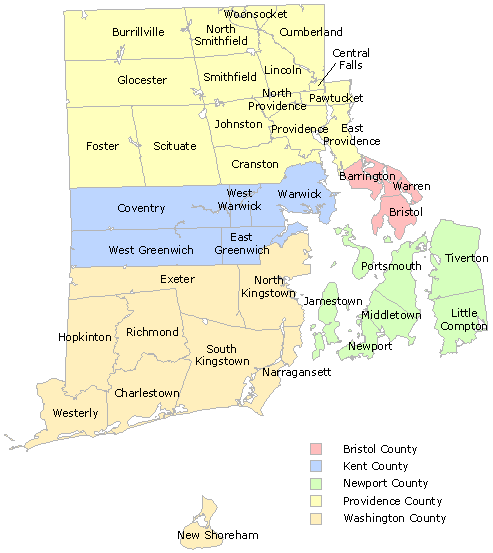 Woonsocket
Burrillville
North
Smithfield
Cumberland
Central
Falls
Lincoln
Glocester
Smithfield
North
Providence
Pawtucket
Johnston
Providence
East
Providence
Foster
Scituate
Cranston
Barrington
Warren
Bristol
Coventry
West
Warwick
Warwick
West Greenwich
East
Greenwich
Tiverton
Portsmouth
Exeter
North
Kingstown
Jamestown
Middletown
Little
Compton
Hopkinton
Richmond
South
Kingstown
Newport
Narragansett
Charlestown
Westerly
New Shoreham
Bristol County
Kent County
Newport County
Providence County
Washington County